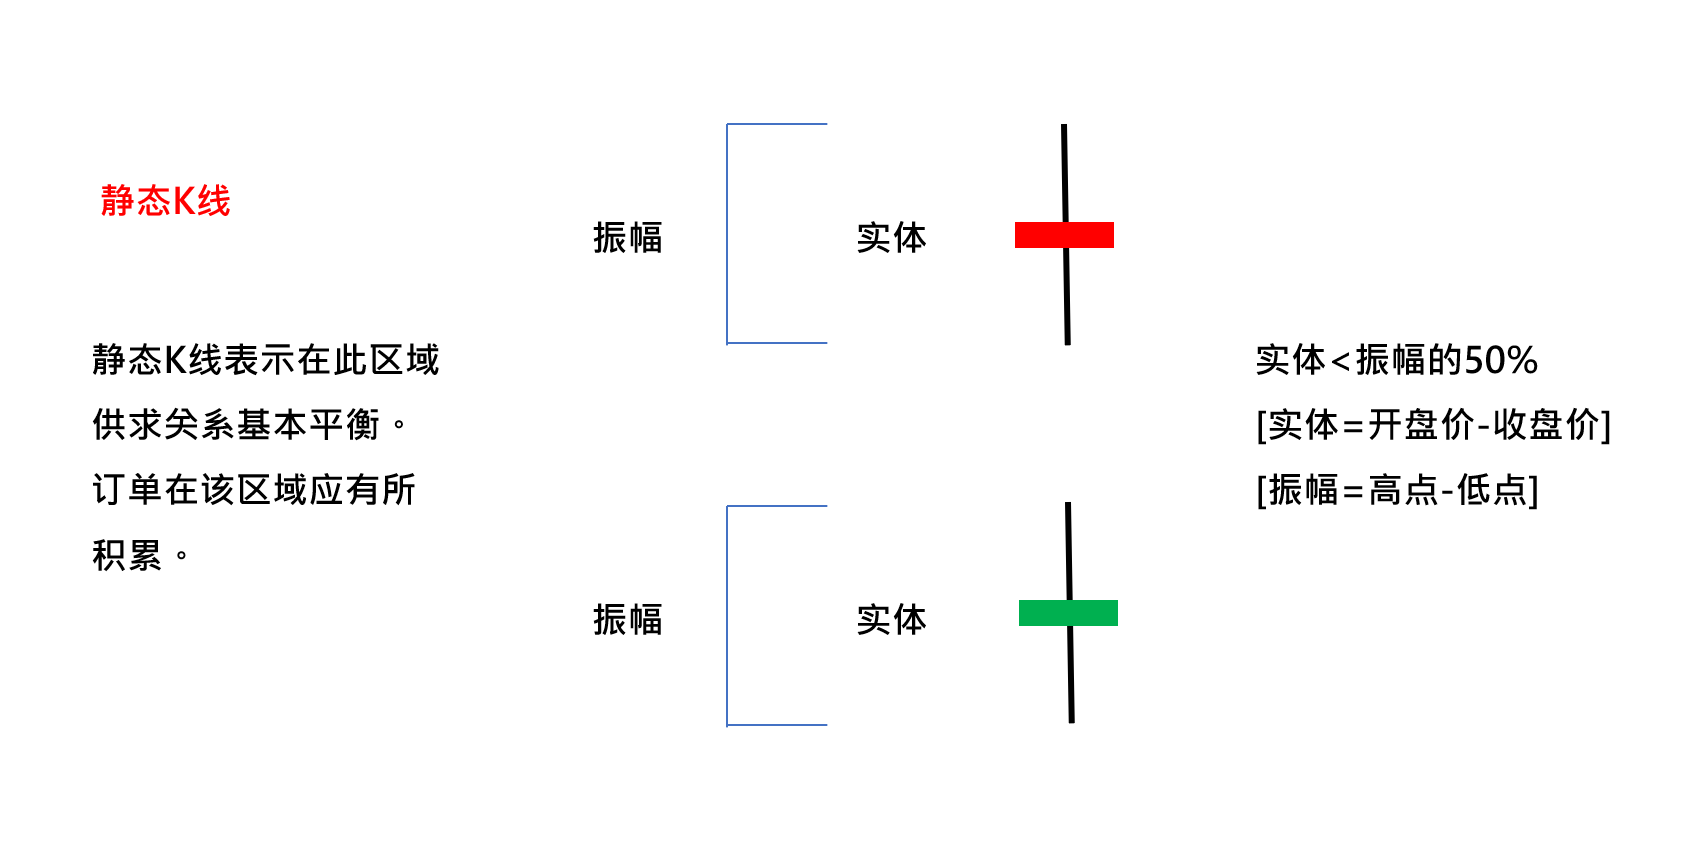 静态K线
静态K线表示在此区域
供求关系基本平衡。
订单在该区域应有所
积累。
振幅
实体
振幅
实体
实体<振幅的50%
[实体=开盘价-收盘价]
[振幅=高点-低点]